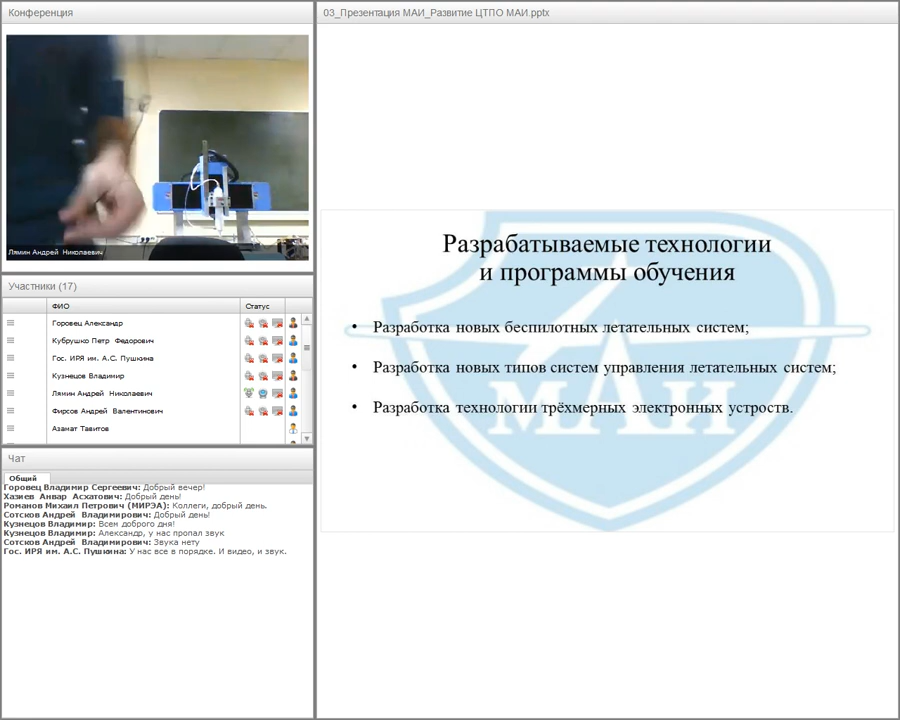 Конференция
Лямин Андрей Николаевич
Участники (17)
ФИО
Статус
Горовец Александр
Кубрушко Петр Федорович
Гос. ИРЯ им. А.С. Пушкина
Кузнецов Владимир
Лямин Андрей Николаевич
Фирсов Андрей Валентинович
Азамат Тавитов
Чат
Общий
Горовец Владимир Сергеевич: Добрый вечер!
Хазиев Анвар Асхатович: Добрый день!
Романов Михаил Петрович (МИРЭА): Коллеги, добрый день.
Сотсков Андрей Владимирович: Добрый день!
Кузнецов Владимир: Всем доброго дня!
Кузнецов Владимир: Александр, у нас пропал звук
Сотсков Андрей Владимирович: Звука нету
Гос. ИРЯ им. А.С. Пушкина: У нас все в порядке. И видео, и звук.
03_Презентация МАИ_Развитие ЦТПО МАИ.pptx
Разрабатываемые технологии
и программы обучения
• Разработка новых беспилотных летательных систем;
• Разработка новых типов систем управления летательных систем;
• Разработка технологии трёхмерных электронных устроств.
МАИ